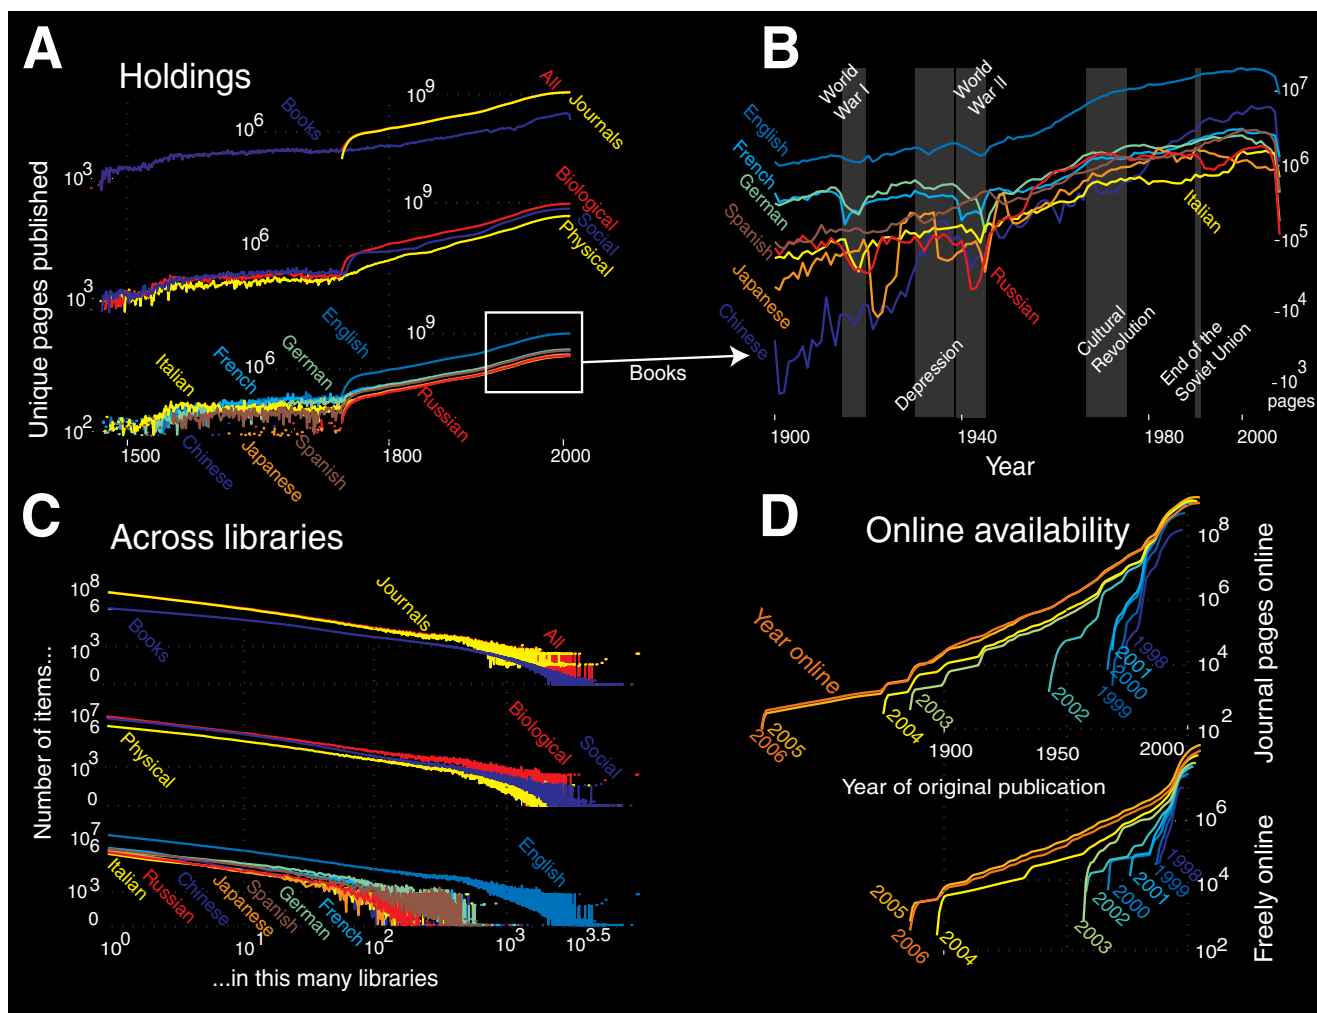 A
Holdings
Unique pages published
10^3
10^6
10^9
Books
All
Journals
10^3
10^6
10^9
Biological
Social
Physical
10^2
10^6
10^9
Italian
French
German
English
Russian
Chinese
Japanese
Spanish
1500
1800
2000
Books
B
World
War I
World
War II
Depression
Cultural
Revolution
End of the
Soviet Union
English
French
German
Spanish
Japanese
Chinese
Russian
Italian
10^7
10^6
10^5
10^4
10^3
pages
1900
1940
1980
2000
Year
C
Across libraries
Number of items...
10^8
6
10^3
0
Books
Journals
All
10^7
6
10^3
0
Physical
Biological
Social
10^7
10^6
10^3
0
Italian
Russian
Chinese
Japanese
Spanish
German
French
English
10^0
10^1
10^2
10^3
10^3.5
...in this many libraries
D
Online availability
Journal pages online
10^8
10^6
10^4
10^2
Year online
2006
2005
2004
2003
2002
2001
2000
1999
1998
1900
1950
2000
Year of original publication
Freely online
10^6
10^4
10^2
2005
2006
2004
2003
2002
2000
2001
1999
1998